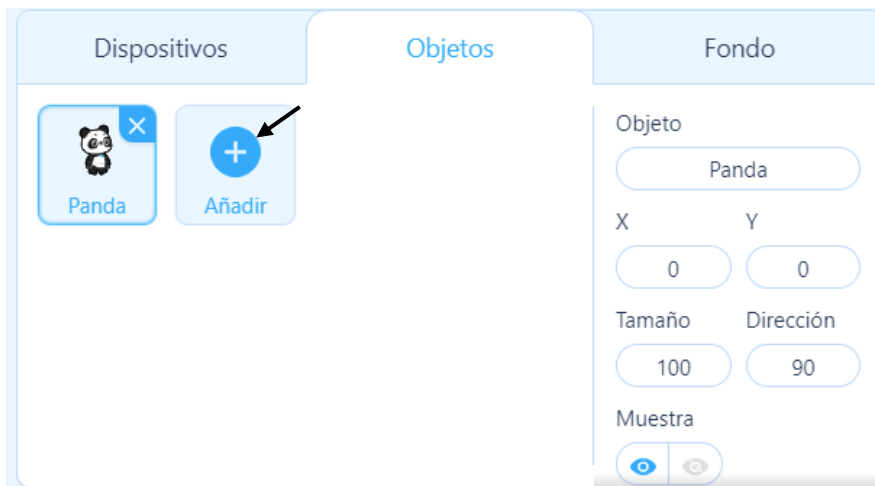 Dispositivos
Objetos
Fondo
Panda
Añadir
Objeto
Panda
X Y
0 0
Tamaño Dirección
100 90
Muestra